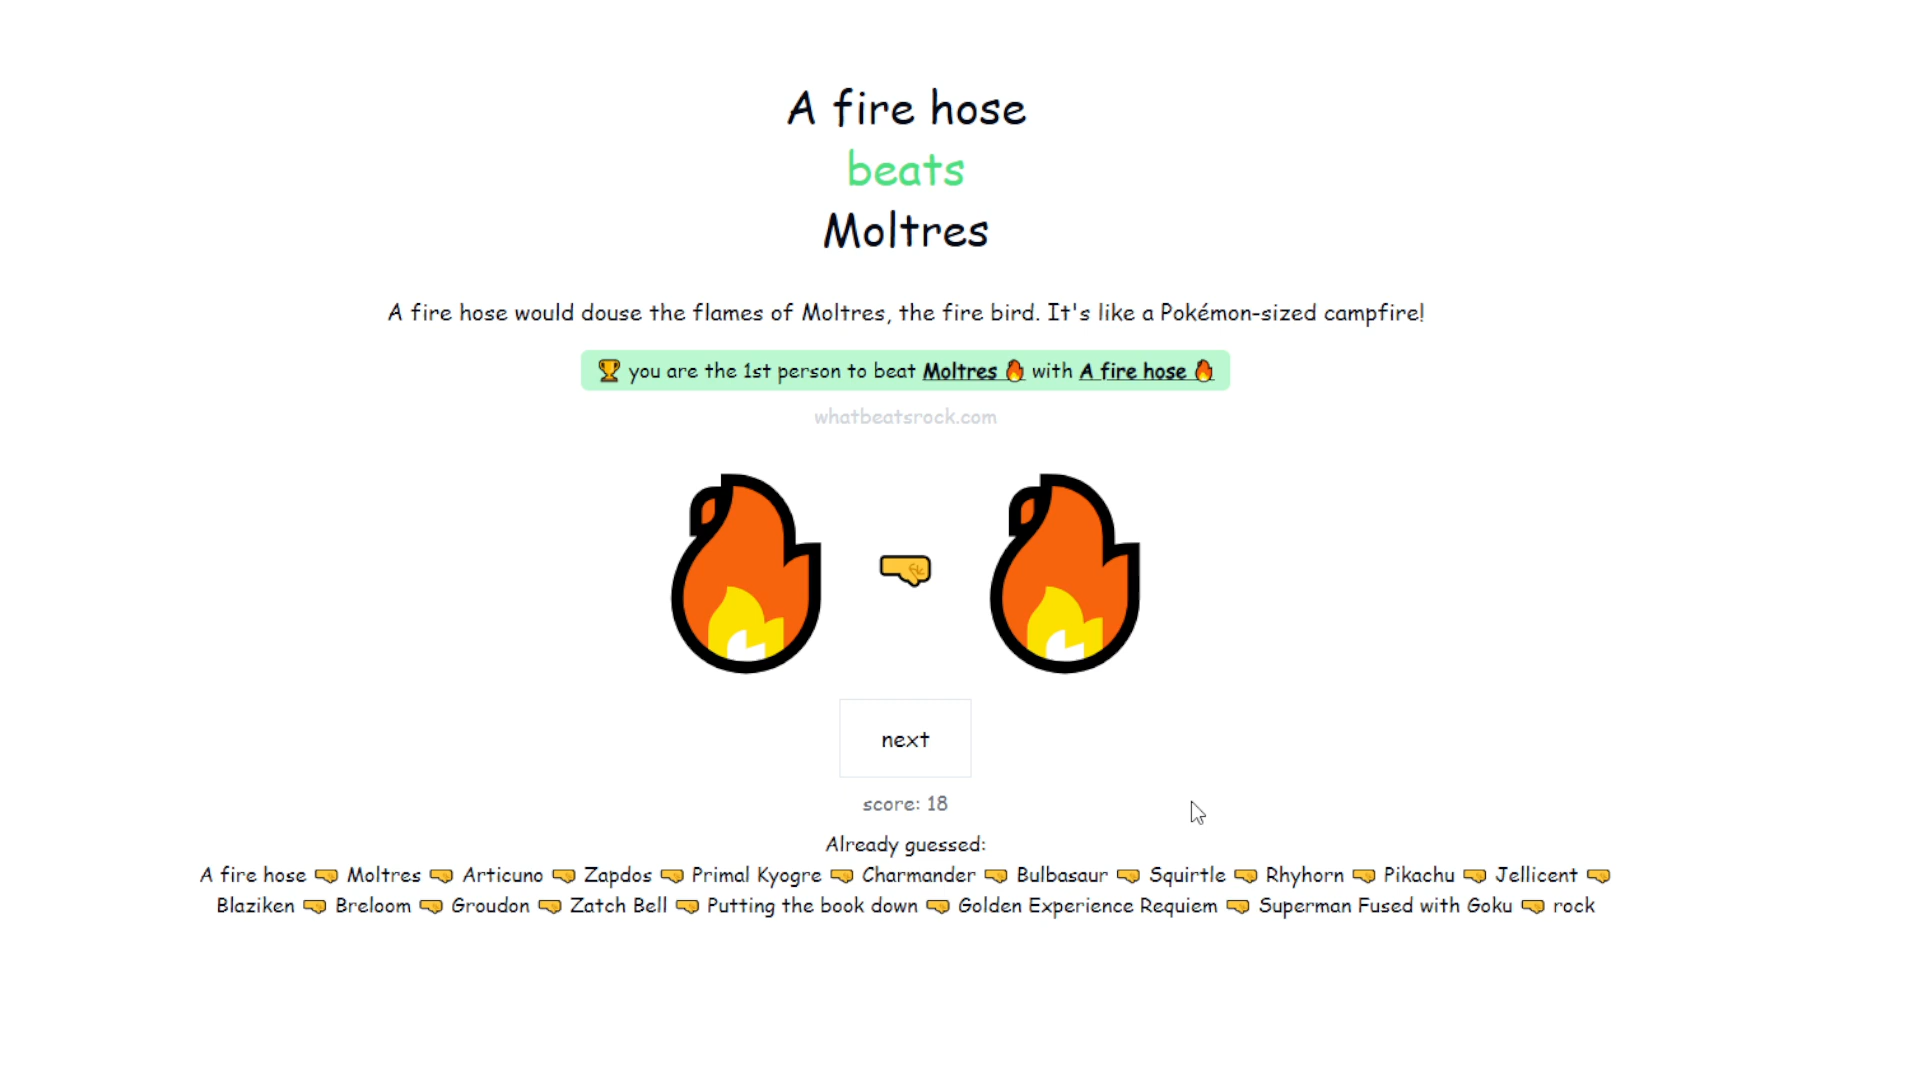 A fire hose
beats
Moltres
A fire hose would douse the flames of Moltres, the fire bird. It's like a Pokémon-sized campfire!
🏆 you are the 1st person to beat Moltres 🔥 with A fire hose 🔥
whatbeatsrock.com
next
score: 18
Already guessed:
A fire hose 🤜 Moltres 🤜 Articuno 🤜 Zapdos 🤜 Primal Kyogre 🤜 Charmander 🤜 Bulbasaur 🤜 Squirtle 🤜 Rhyhorn 🤜 Pikachu 🤜 Jellicent 🤜
Blaziken 🤜 Breloom 🤜 Groudon 🤜 Zatch Bell 🤜 Putting the book down 🤜 Golden Experience Requiem 🤜 Superman Fused with Goku 🤜 rock